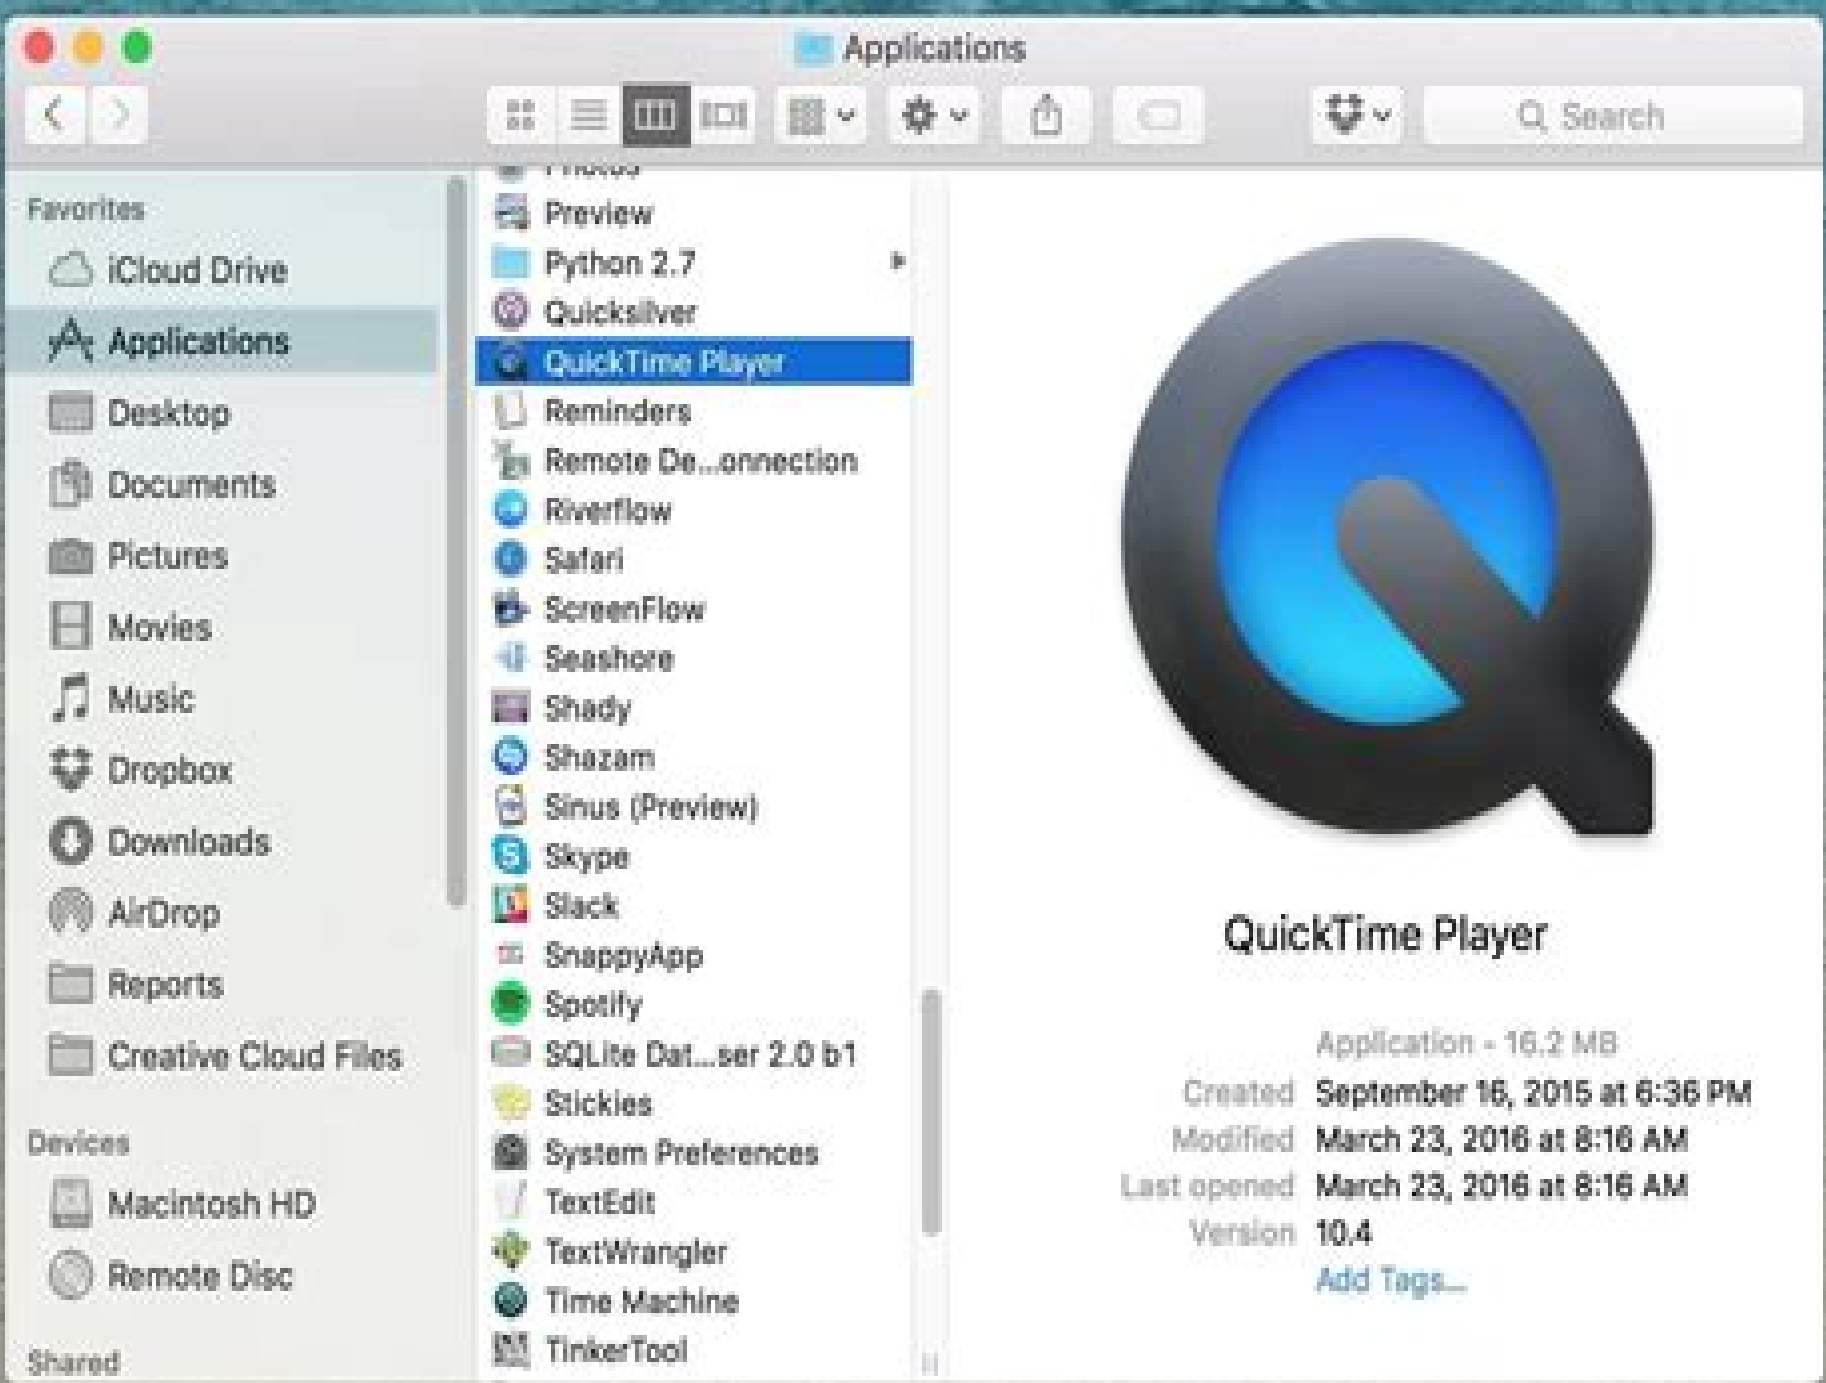 Applications
Search
Favorites
iCloud Drive
Applications
Desktop
Documents
Pictures
Movies
Music
Dropbox
Downloads
AirDrop
Reports
Creative Cloud Files
Devices
Macintosh HD
Remote Disc
Shared
Photos
Preview
Python 2.7
Quicksilver
QuickTime Player
Reminders
Remote De...onnection
Riverflow
Safari
ScreenFlow
Seashore
Shady
Shazam
Sinus (Preview)
Skype
Slack
SnappyApp
Spotify
SQLite Dat...ser 2.0 b1
Stickies
System Preferences
TextEdit
TextWrangler
Time Machine
TinkerTool
QuickTime Player
Application - 16.2 MB
Created September 16, 2015 at 6:36 PM
Modified March 23, 2016 at 8:16 AM
Last opened March 23, 2016 at 8:16 AM
Version 10.4
Add Tags...